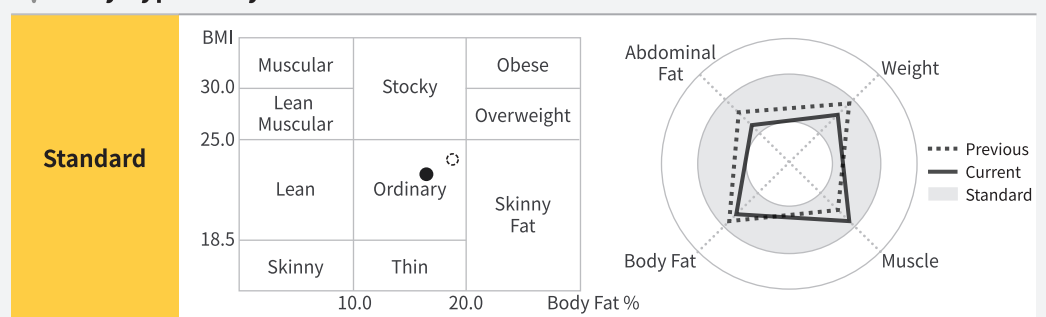 Standard
BMI
30.0
25.0
18.5
Muscular
Stocky
Obese
Lean
Muscular
Overweight
Lean
Ordinary
Skinny
Fat
Skinny
Thin
10.0
20.0
Body Fat %
Abdominal
Fat
Weight
Body Fat
Muscle
Previous
Current
Standard